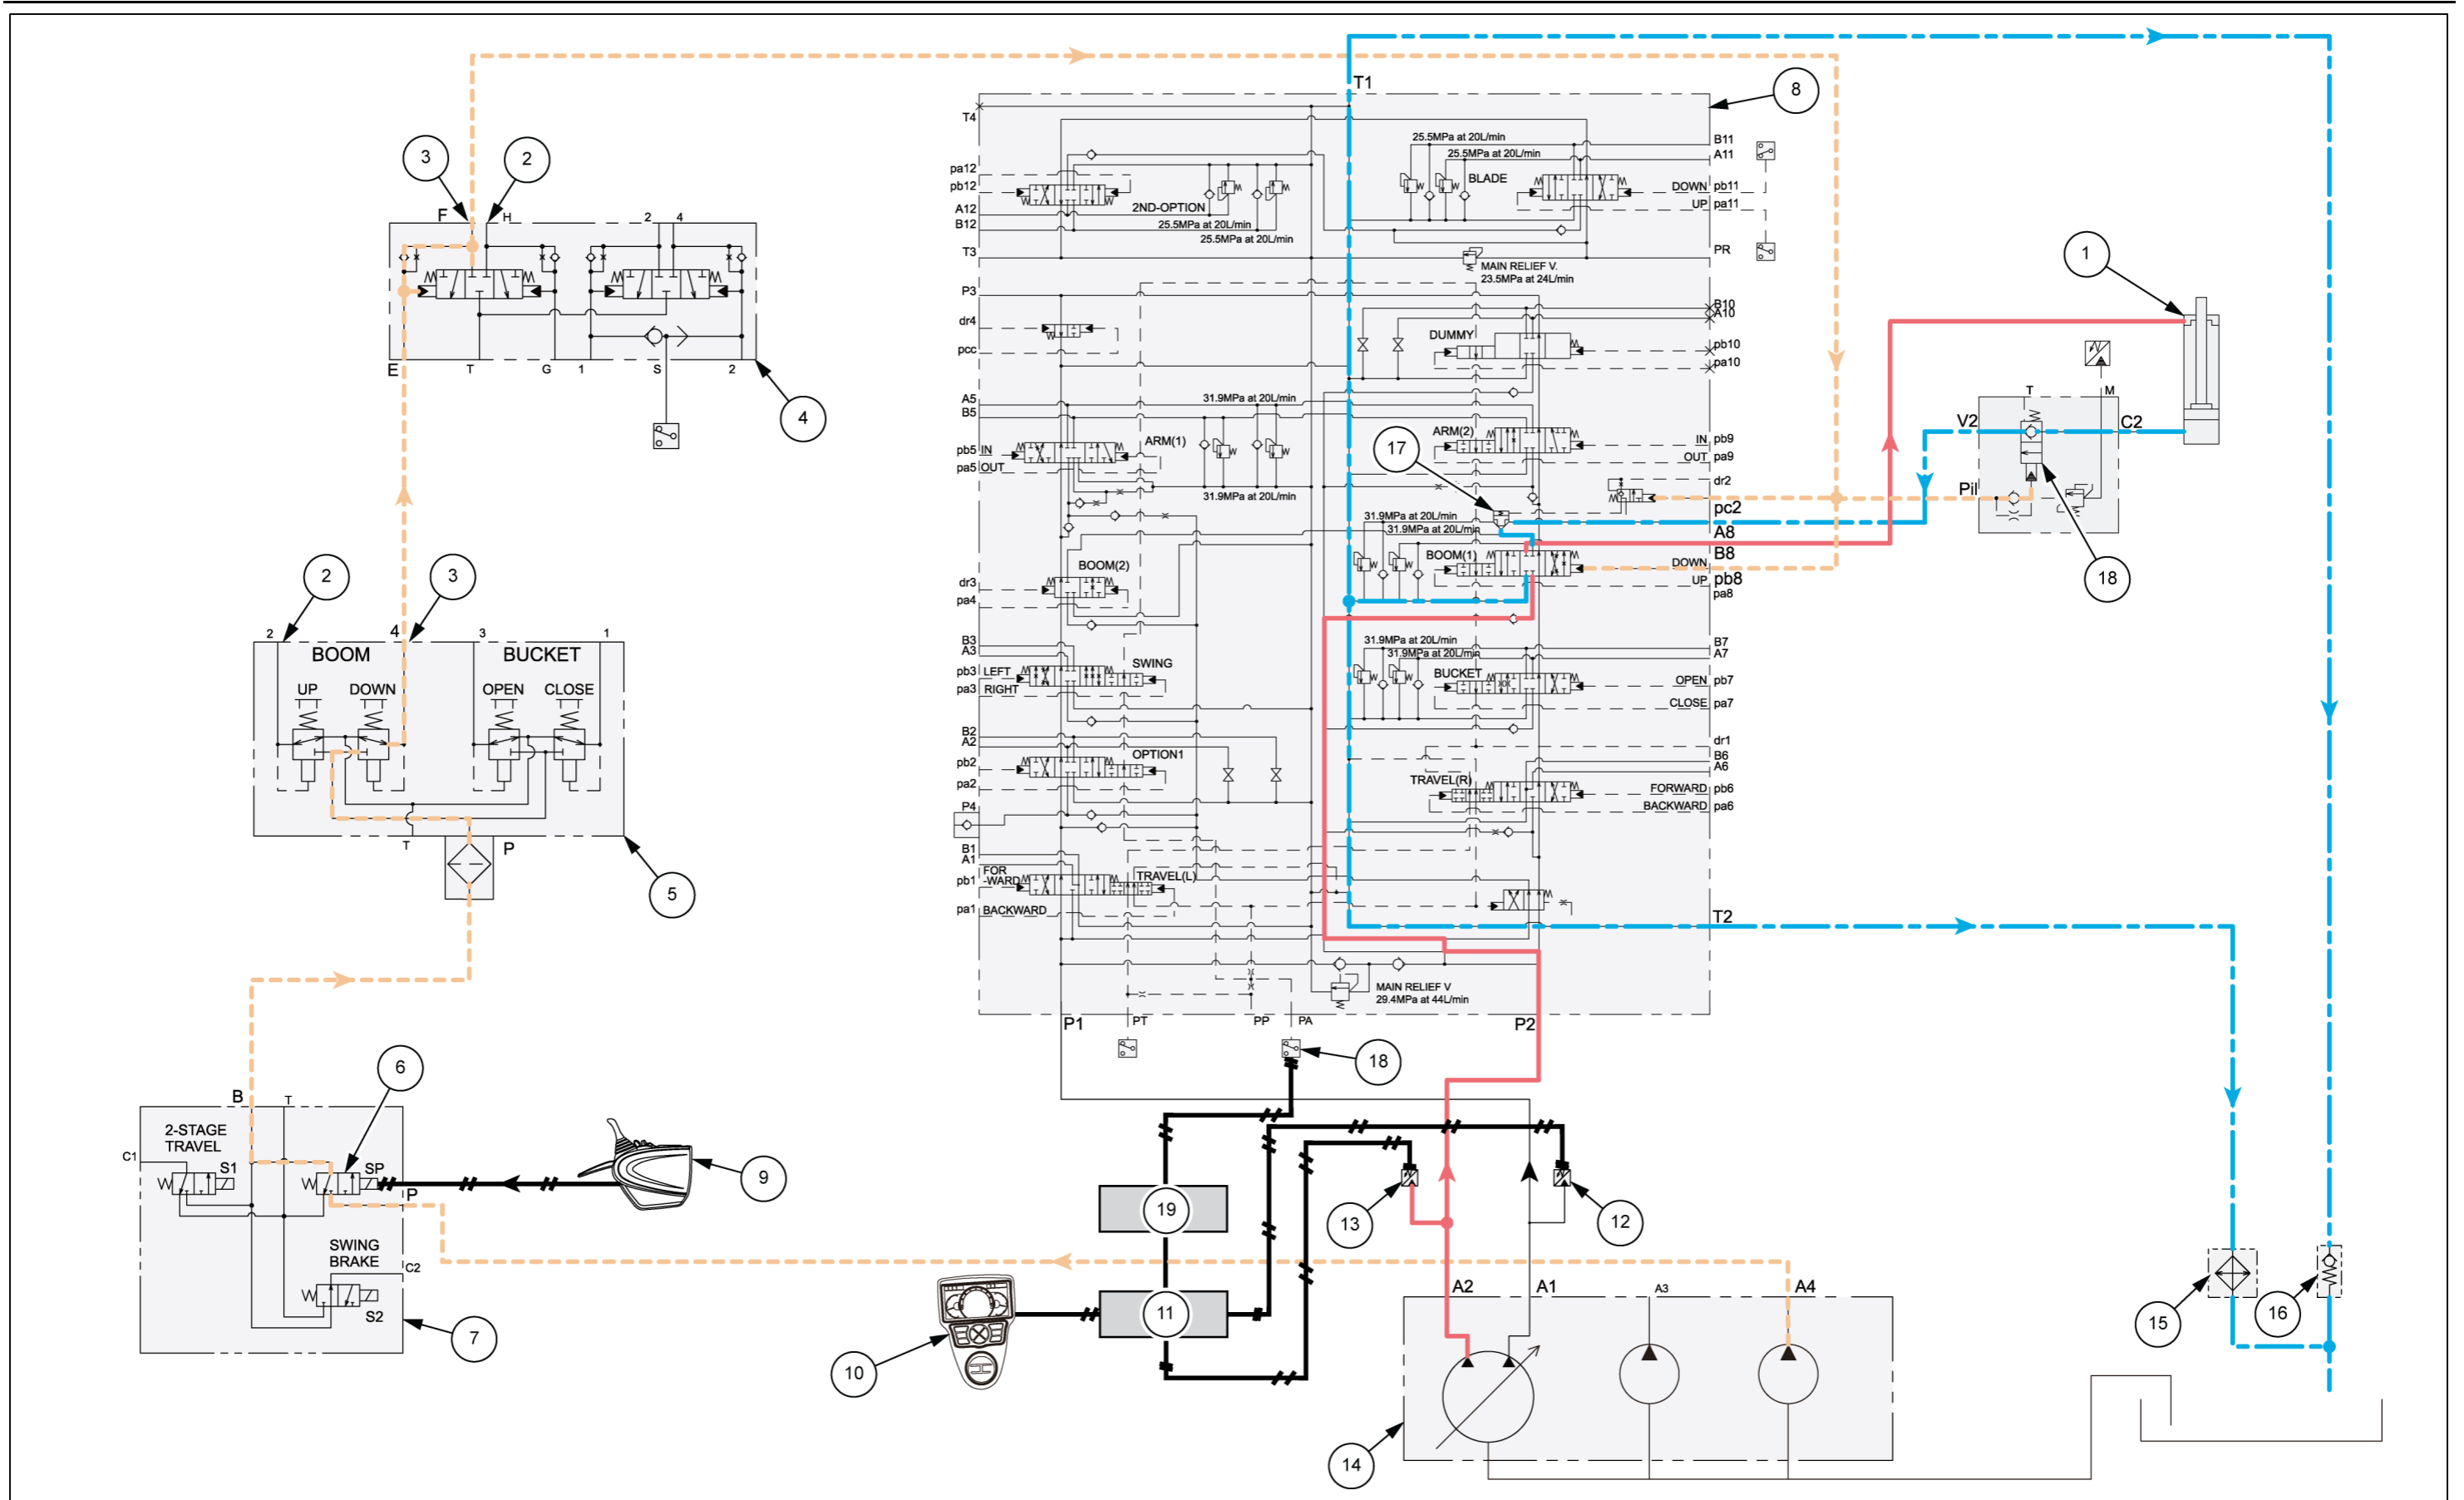 T1
8
T4
B11
25.5MPa at 20L/min
A11
25.5MPa at 20L/min
3
2
pa12
BLADE
pb12
DOWN pb11
A12
2ND-OPTION
UP pa11
F
H
2
4
B12
25.5MPa at 20L/min
25.5MPa at 20L/min
T3
PR
1
MAIN RELIEF V.
23.5MPa at 24L/min
P3
B10
A10
dr4
DUMMY
pb10
pcc
pa10
E
T
G
1
S
2
T
M
4
A5
31.9MPa at 20L/min
B5
V2
C2
ARM(1)
ARM(2)
17
pb5 IN
IN pb9
pa5 OUT
OUT pa9
dr2
Pil
31.9MPa at 20L/min
31.9MPa at 20L/min
pc2
31.9MPa at 20L/min
A8
BOOM(1)
B8
BOOM(2)
DOWN
2
3
dr3
UP pb8
18
pa4
pa8
2
4
3
1
B3
31.9MPa at 20L/min
B7
A3
31.9MPa at 20L/min
A7
BOOM
BUCKET
SWING
pb3 LEFT
BUCKET
OPEN pb7
UP
DOWN
OPEN
CLOSE
pa3 RIGHT
CLOSE pa7
B2
A2
dr1
OPTION1
B6
pb2
A6
TRAVEL(R)
pa2
FORWARD pb6
P4
BACKWARD pa6
T
P
B1
A1
FOR
-WARD
pb1
TRAVEL(L)
5
pa1 BACKWARD
T2
MAIN RELIEF V
29.4MPa at 44L/min
P1
PT
PP
PA
P2
18
6
B
T
2-STAGE
TRAVEL
C1
S1
SP
9
P
19
13
12
SWING
BRAKE
C2
A2
A1
A3
A4
S2
11
15
16
7
10
14